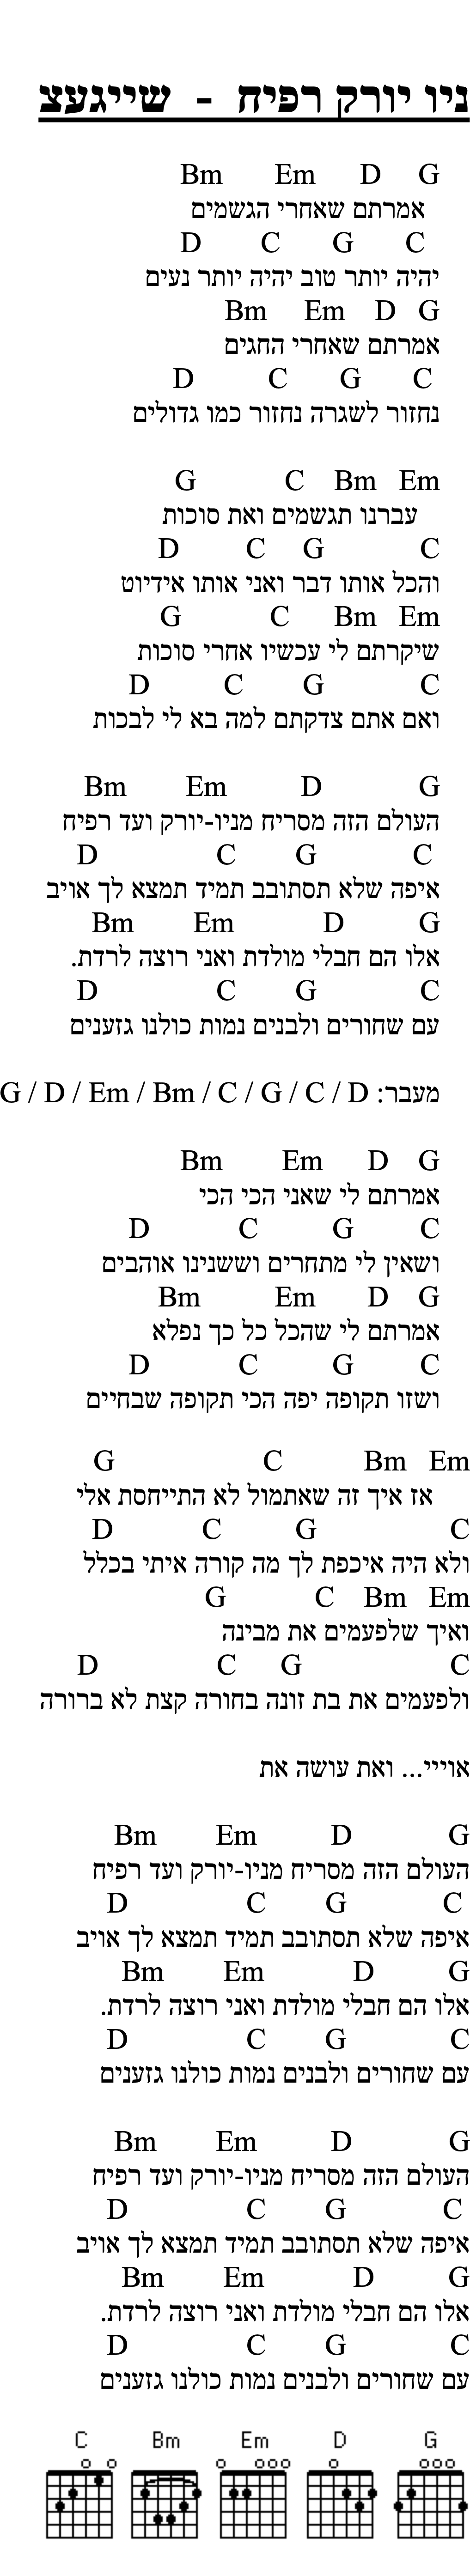 ניו יורק רפיח - שייגעצ
Bm Em D G
אמרתם שאחרי הגשמים
D C G C
יהיה יותר טוב יהיה יותר נעים
Bm Em D G
אמרתם שאחרי החגים
D C G C
נחזור לשגרה נחזור כמו גדולים
G C Bm Em
עברנו תגשמים ואת סוכות
D C G C
והכל אותו דבר ואני אותו אידיוט
G C Bm Em
שיקרתם לי עכשיו אחרי סוכות
D C G C
ואם אתם צדקתם למה בא לי לבכות
Bm Em D G
העולם הזה מסריח מניו-יורק ועד רפיח
D C G C
איפה שלא תסתובב תמיד תמצא לך אויב
Bm Em D G
אלו הם חבלי מולדת ואני רוצה לרדת.
D C G C
עם שחורים ולבנים נמות כולנו גזענים
מעבר: G / D / Em / Bm / C / G / C / D
Bm Em D G
אמרתם לי שאני הכי הכי
D C G C
ושאין לי מתחרים וששנינו אוהבים
Bm Em D G
אמרתם לי שהכל כל כך נפלא
D C G C
ושזו תקופה יפה הכי תקופה שבחיים
G C Bm Em
אז איך זה שאתמול לא התייחסת אלי
D C G C
ולא היה איכפת לך מה קורה איתי בכלל
G C Bm Em
ואיך שלפעמים את מבינה
D C G C
ולפעמים את בת זונה בחורה קצת לא ברורה
אוייי... ואת עושה את
Bm Em D G
העולם הזה מסריח מניו-יורק ועד רפיח
D C G C
איפה שלא תסתובב תמיד תמצא לך אויב
Bm Em D G
אלו הם חבלי מולדת ואני רוצה לרדת.
D C G C
עם שחורים ולבנים נמות כולנו גזענים
Bm Em D G
העולם הזה מסריח מניו-יורק ועד רפיח
D C G C
איפה שלא תסתובב תמיד תמצא לך אויב
Bm Em D G
אלו הם חבלי מולדת ואני רוצה לרדת.
D C G C
עם שחורים ולבנים נמות כולנו גזענים
C Bm Em D G